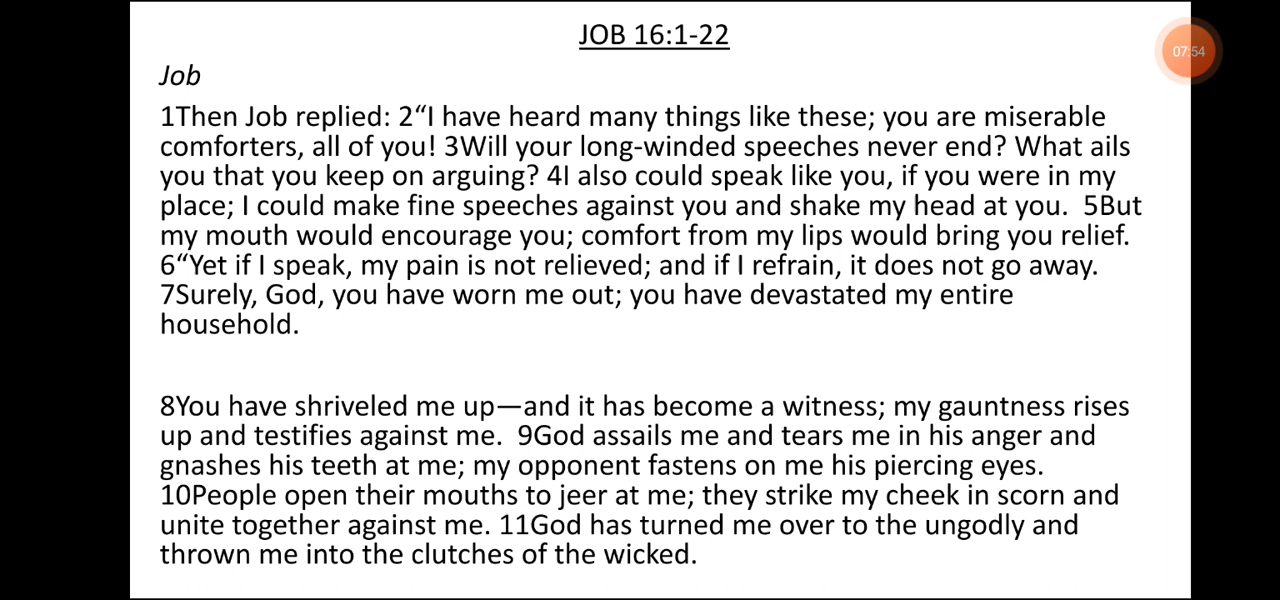 JOB 16:1-22
07:54
Job
1Then Job replied: 2“I have heard many things like these; you are miserable
comforters, all of you! 3Will your long-winded speeches never end? What ails
you that you keep on arguing? 4I also could speak like you, if you were in my
place; I could make fine speeches against you and shake my head at you.  5But
my mouth would encourage you; comfort from my lips would bring you relief.
6“Yet if I speak, my pain is not relieved; and if I refrain, it does not go away.
7Surely, God, you have worn me out; you have devastated my entire
household.
8You have shriveled me up—and it has become a witness; my gauntness rises
up and testifies against me.  9God assails me and tears me in his anger and
gnashes his teeth at me; my opponent fastens on me his piercing eyes.
10People open their mouths to jeer at me; they strike my cheek in scorn and
unite together against me. 11God has turned me over to the ungodly and
thrown me into the clutches of the wicked.